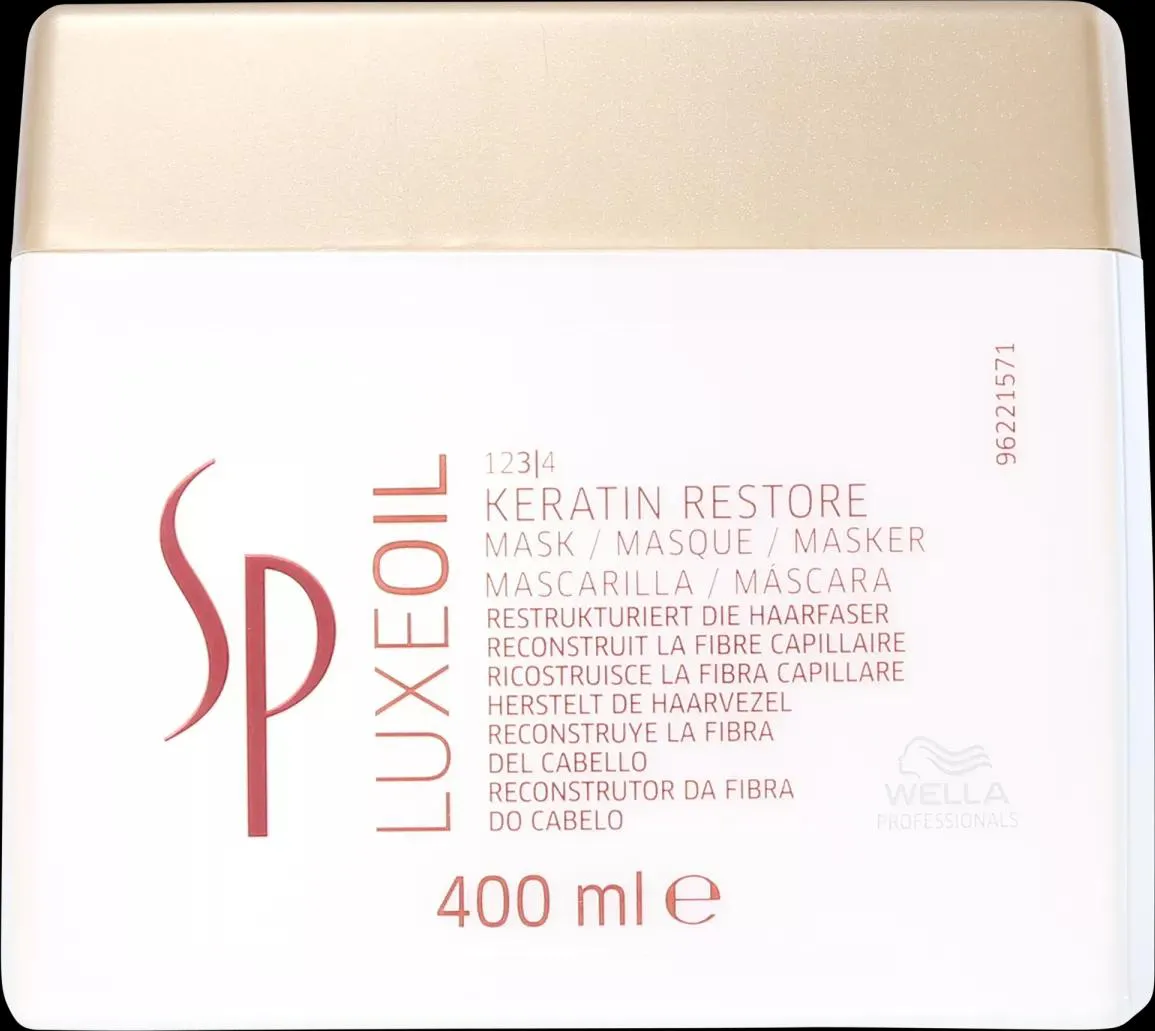 SP
LUXEOIL
123|4
KERATIN RESTORE
MASK / MASQUE / MASKER
MASCARILLA / MÁSCARA
RESTRUKTURIERT DIE HAARFASER
RECONSTRUIT LA FIBRE CAPILLAIRE
RICOSTRUISCE LA FIBRA CAPILLARE
HERSTELT DE HAARVEZEL
RECONSTRUYE LA FIBRA
DEL CABELLO
RECONSTRUTOR DA FIBRA
DO CABELO
400 ml e
96221571
WELLA
PROFESSIONALS